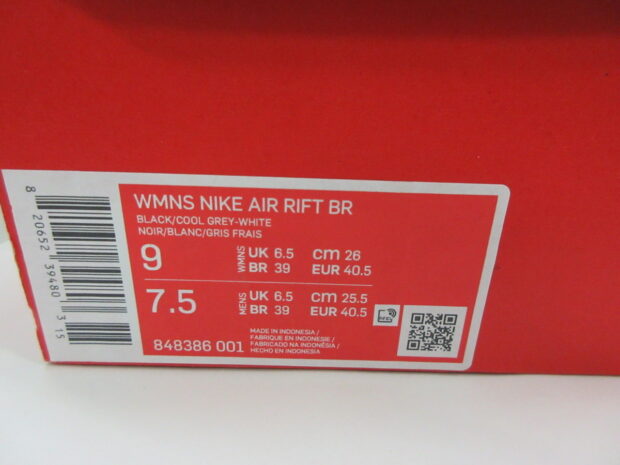 WMNS NIKE AIR RIFT BR
BLACK/COOL GREY-WHITE
NOIR/BLANC/GRIS FRAIS
9 WMNS UK 6.5 cm 26
BR 39 EUR 40.5
7.5 MENS UK 6.5 cm 25.5
BR 39 EUR 40.5
MADE IN INDONESIA/
FABRIQUE EN INDONESIE/
FABRICADO NA INDONÉSIA/
HECHO EN INDONESIA
848386 001
8 20652 39480 3 15